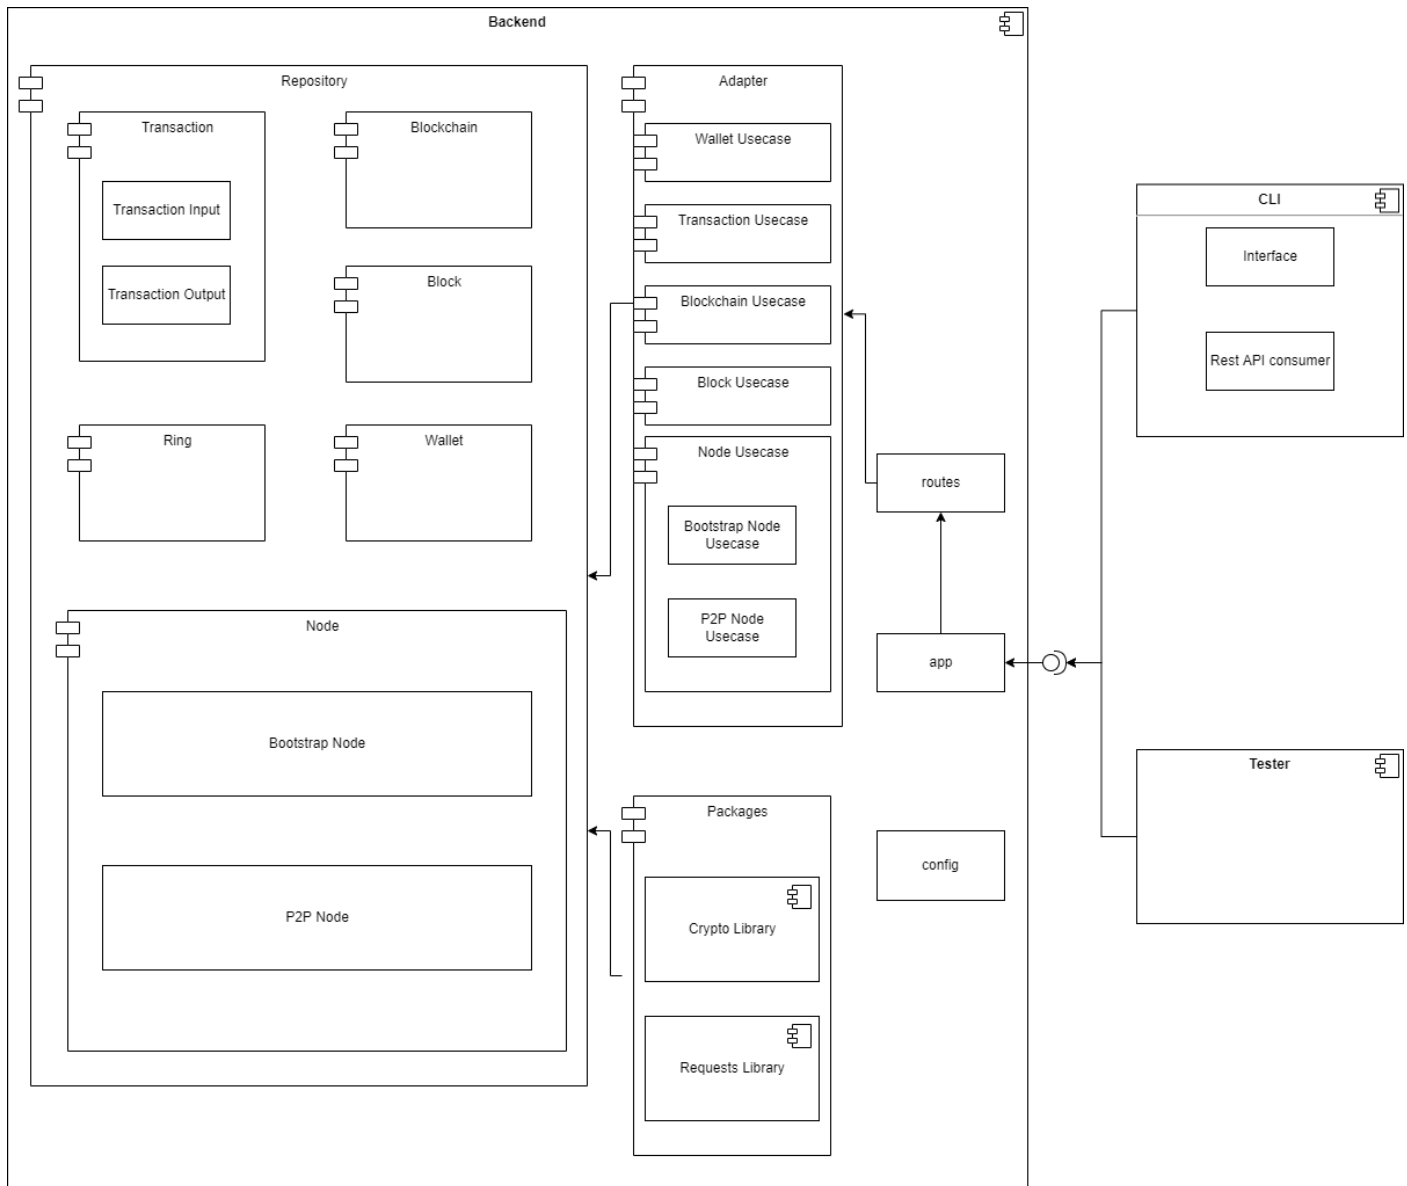 Backend
Repository
Transaction
Transaction Input
Transaction Output
Blockchain
Block
Ring
Wallet
Node
Bootstrap Node
P2P Node
Adapter
Wallet Usecase
Transaction Usecase
Blockchain Usecase
Block Usecase
Node Usecase
Bootstrap Node
Usecase
P2P Node
Usecase
Packages
Crypto Library
Requests Library
routes
app
config
CLI
Interface
Rest API consumer
Tester